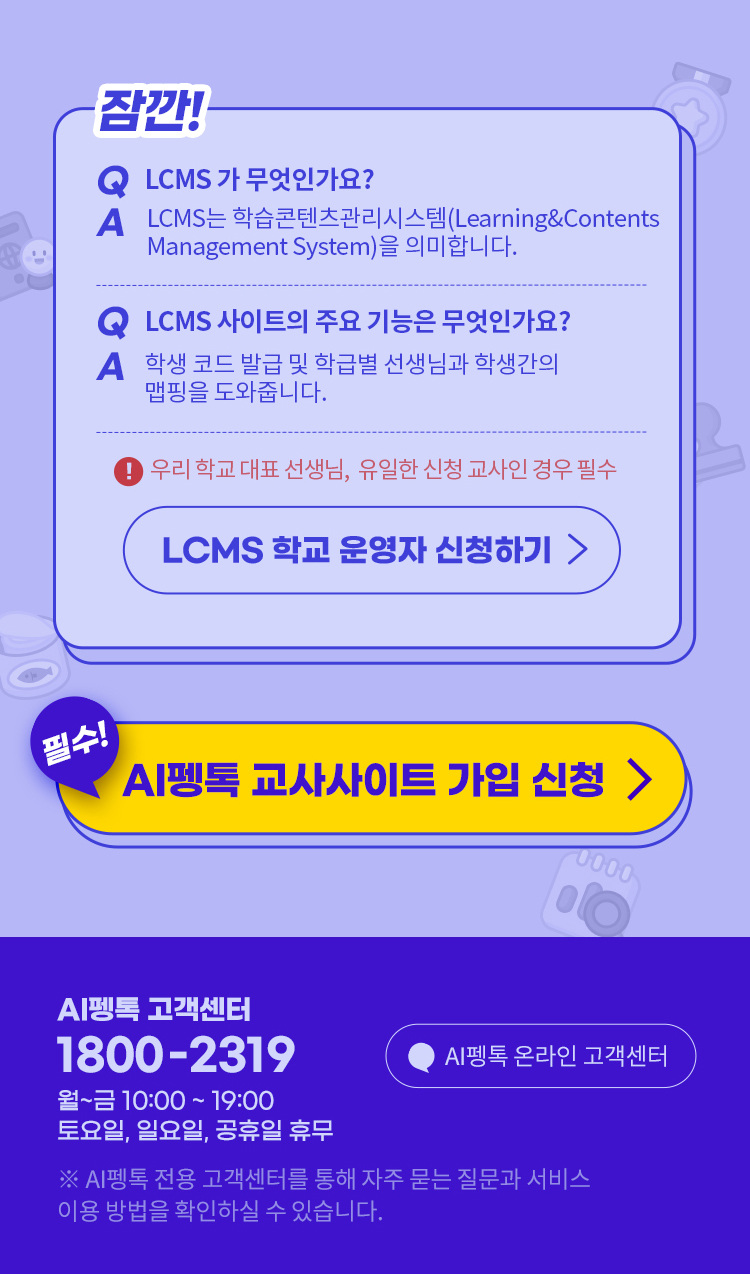 잠깐!
Q LCMS 가 무엇인가요?
A LCMS는 학습콘텐츠관리시스템(Learning&Contents
Management System)을 의미합니다.
Q LCMS 사이트의 주요 기능은 무엇인가요?
A 학생 코드 발급 및 학급별 선생님과 학생간의
맵핑을 도와줍니다.
! 우리 학교 대표 선생님, 유일한 신청 교사인 경우 필수
LCMS 학교 운영자 신청하기 >
필수!
AI펭톡 교사사이트 가입 신청 >
AI펭톡 고객센터
1800-2319
월~금 10:00 ~ 19:00
토요일, 일요일, 공휴일 휴무
AI펭톡 온라인 고객센터
※ AI펭톡 전용 고객센터를 통해 자주 묻는 질문과 서비스
이용 방법을 확인하실 수 있습니다.